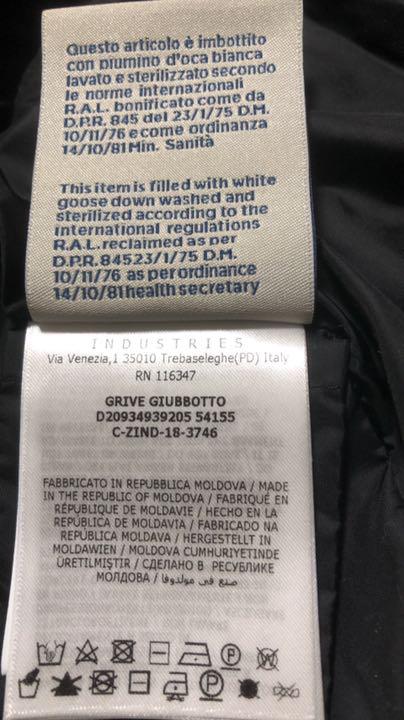 Questo articolo è imbottito
con piumino d'oca bianca
lavato e sterilizzato secondo
le norme internazionali
R.A.L. bonificato come da
D.P.R. 845 del 23/1/75 D.M.
10/11/76 e come ordinanza
14/10/81 Min. Sanità
This item is filled with white
goose down washed and
sterilized according to the
international regulations
R.A.L. reclaimed as per
D.P.R. 84523/1/75 D.M.
10/11/76 as per ordinance
14/10/81 health secretary
INDUSTRIES
Via Venezia,1 35010 Trebaseleghe(PD) Italy
RN 116347
GRIVE GIUBBOTTO
D20934939205 54155
C-ZIND-18-3746
FABBRICATO IN REPUBBLICA MOLDOVA / MADE
IN THE REPUBLIC OF MOLDOVA / FABRIQUÉ EN
RÉPUBLIQUE DE MOLDAVIE / HECHO EN LA
REPÚBLICA DE MOLDAVIA / FABRICADO NA
REPÚBLICA MOLDAVA / HERGESTELLT IN
MOLDAWIEN / MOLDOVA CUMHURIYETINDE
ÜRETILMIŞTIR / СДЕЛАНО В РЕСПУБЛИКЕ
МОЛДОВА / صنع في مولدوفا